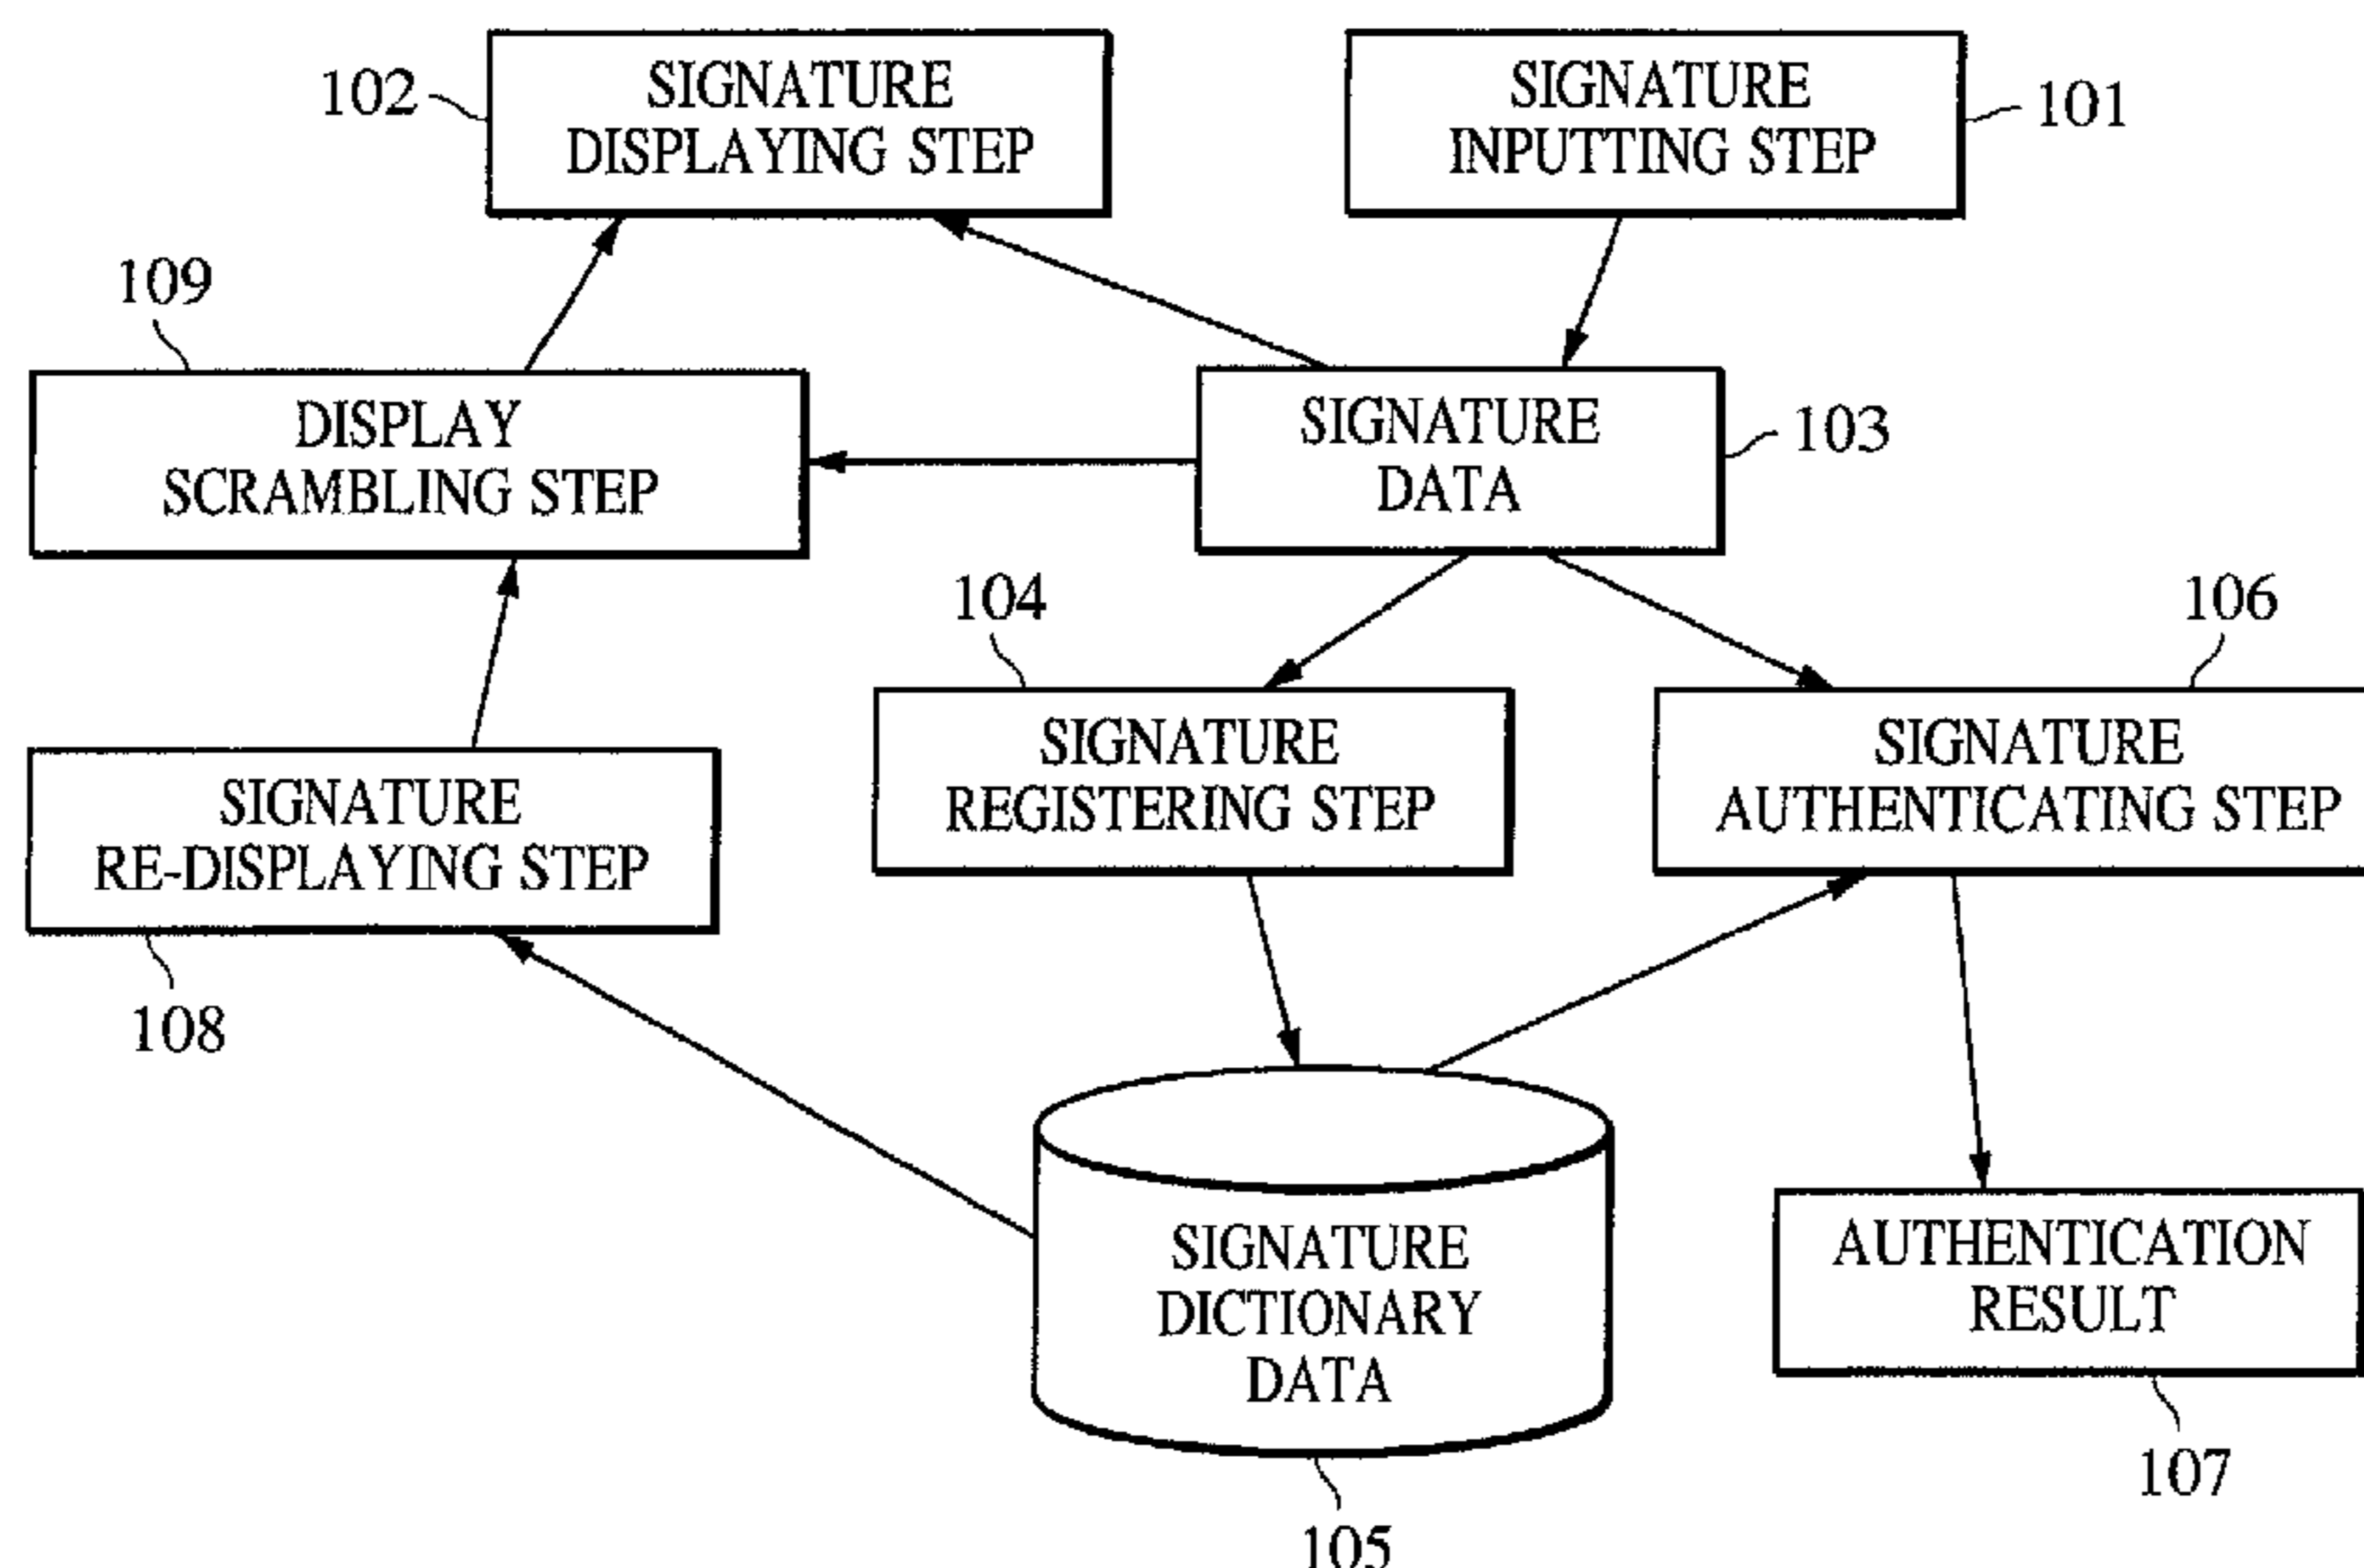 102
SIGNATURE
DISPLAYING STEP
SIGNATURE
INPUTTING STEP
101
109
DISPLAY
SCRAMBLING STEP
SIGNATURE
DATA
103
104
106
SIGNATURE
RE-DISPLAYING STEP
SIGNATURE
REGISTERING STEP
SIGNATURE
AUTHENTICATING STEP
108
SIGNATURE
DICTIONARY
DATA
AUTHENTICATION
RESULT
107
105